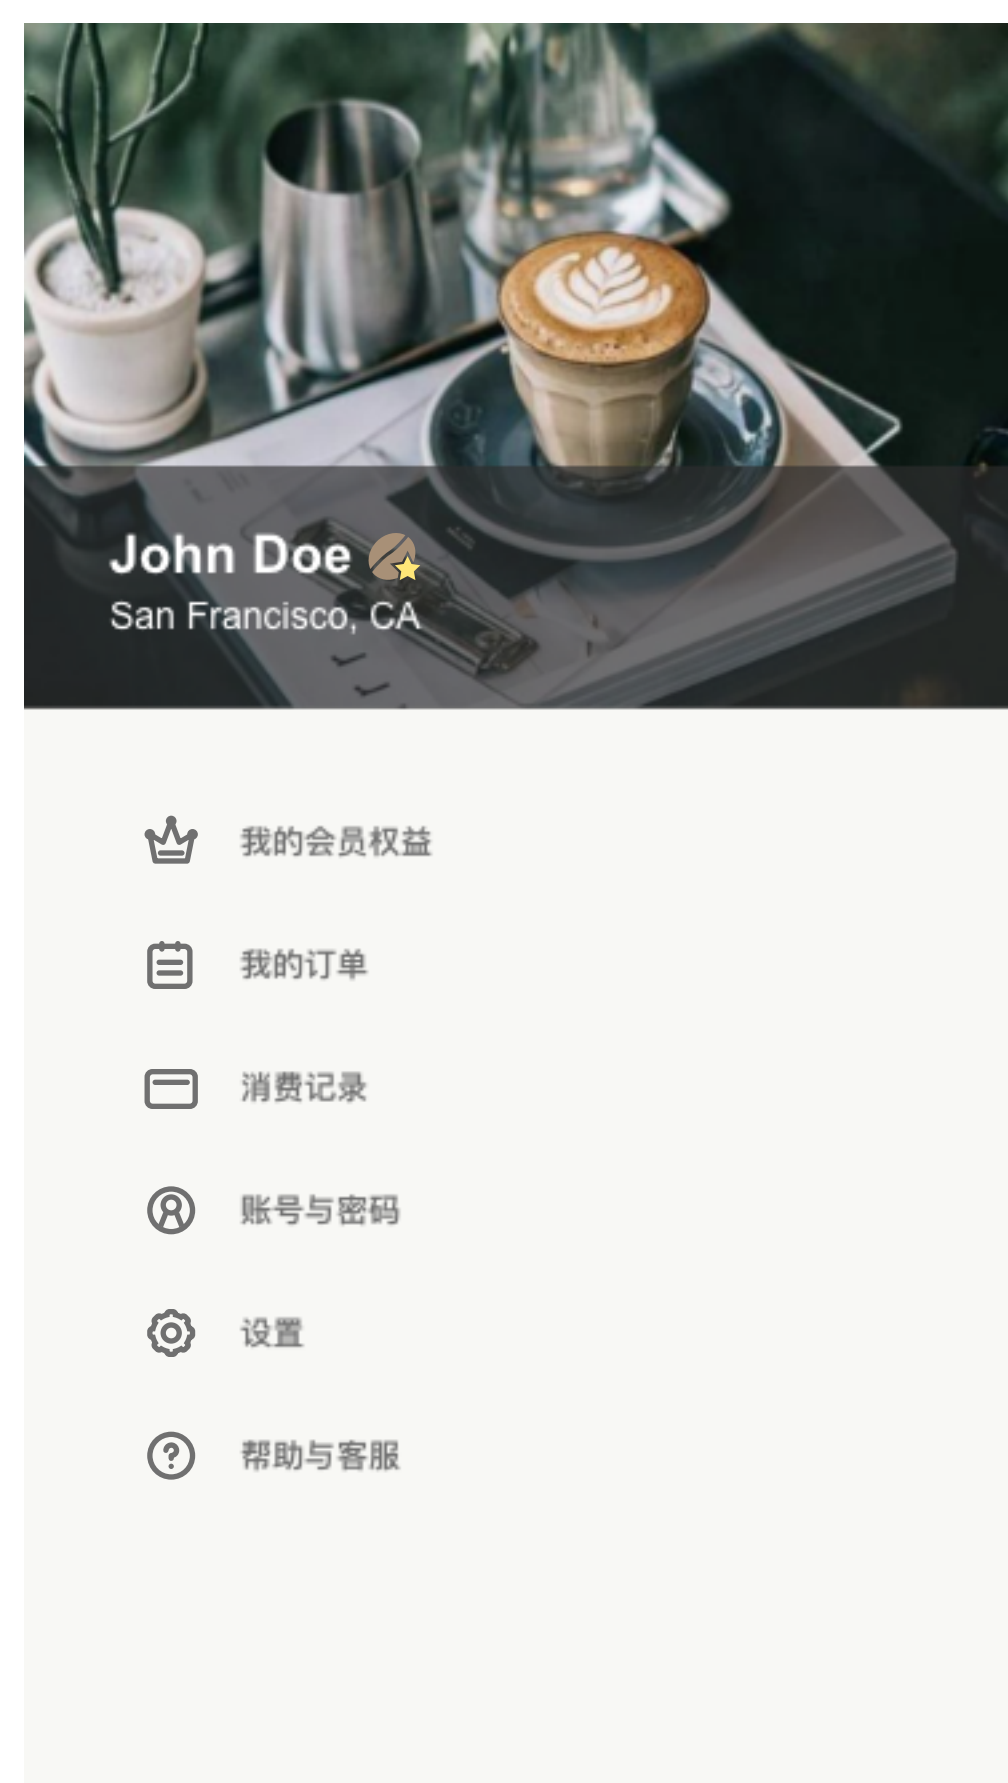 John Doe
San Francisco, CA
我的会员权益
我的订单
消费记录
账号与密码
设置
帮助与客服